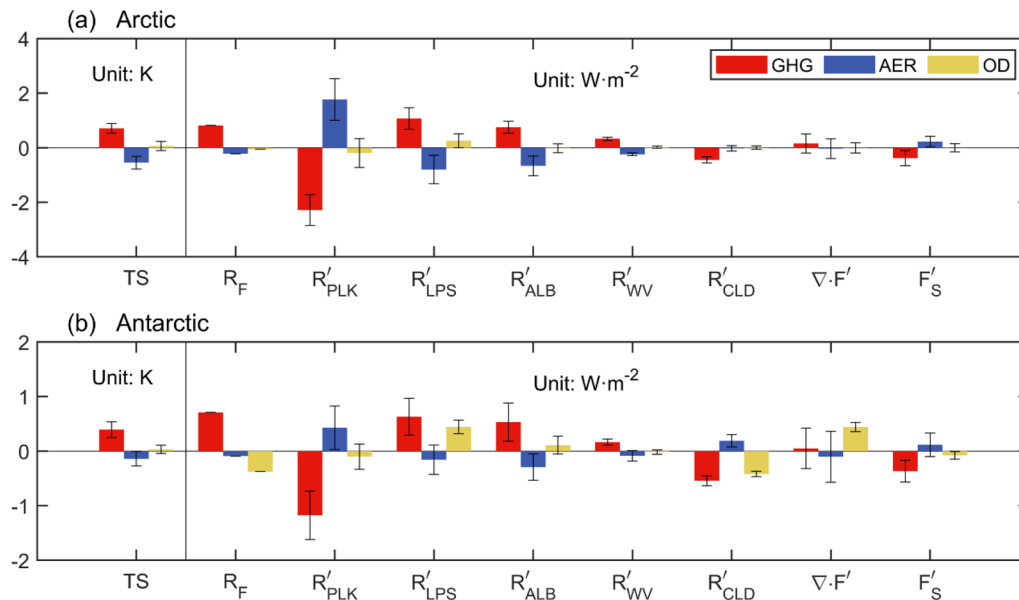 (a) Arctic
4
Unit: K
Unit: W·m⁻²
GHG AER OD
2
0
-2
-4
TS R_F R′_PLK R′_LPS R′_ALB R′_WV R′_CLD ∇·F′ F′_S
(b) Antarctic
2
Unit: K
Unit: W·m⁻²
1
0
-1
-2
TS R_F R′_PLK R′_LPS R′_ALB R′_WV R′_CLD ∇·F′ F′_S